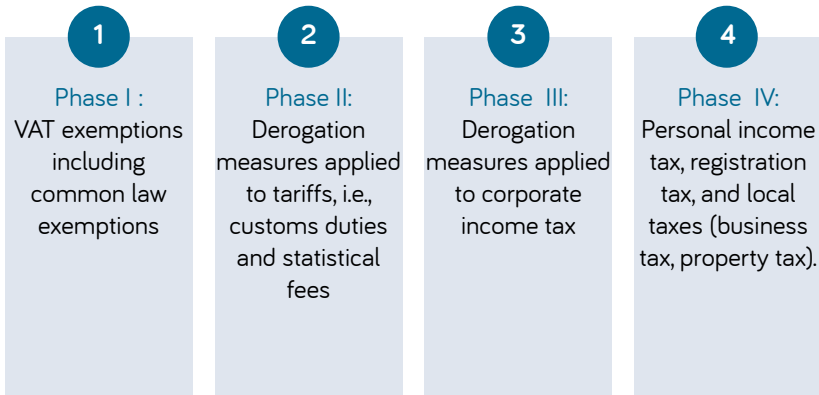 1
Phase I :
VAT exemptions
including
common law
exemptions
2
Phase II:
Derogation
measures applied
to tariffs, i.e.,
customs duties
and statistical
fees
3
Phase III:
Derogation
measures applied
to corporate
income tax
4
Phase IV:
Personal income
tax, registration
tax, and local
taxes (business
tax, property tax).